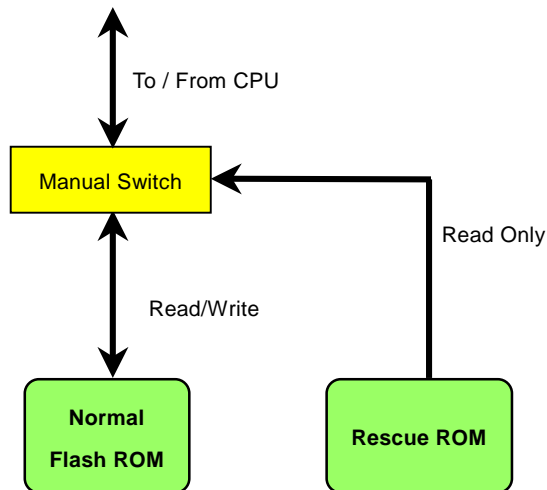 To / From CPU
Manual Switch
Read Only
Read/Write
Normal
Flash ROM
Rescue ROM